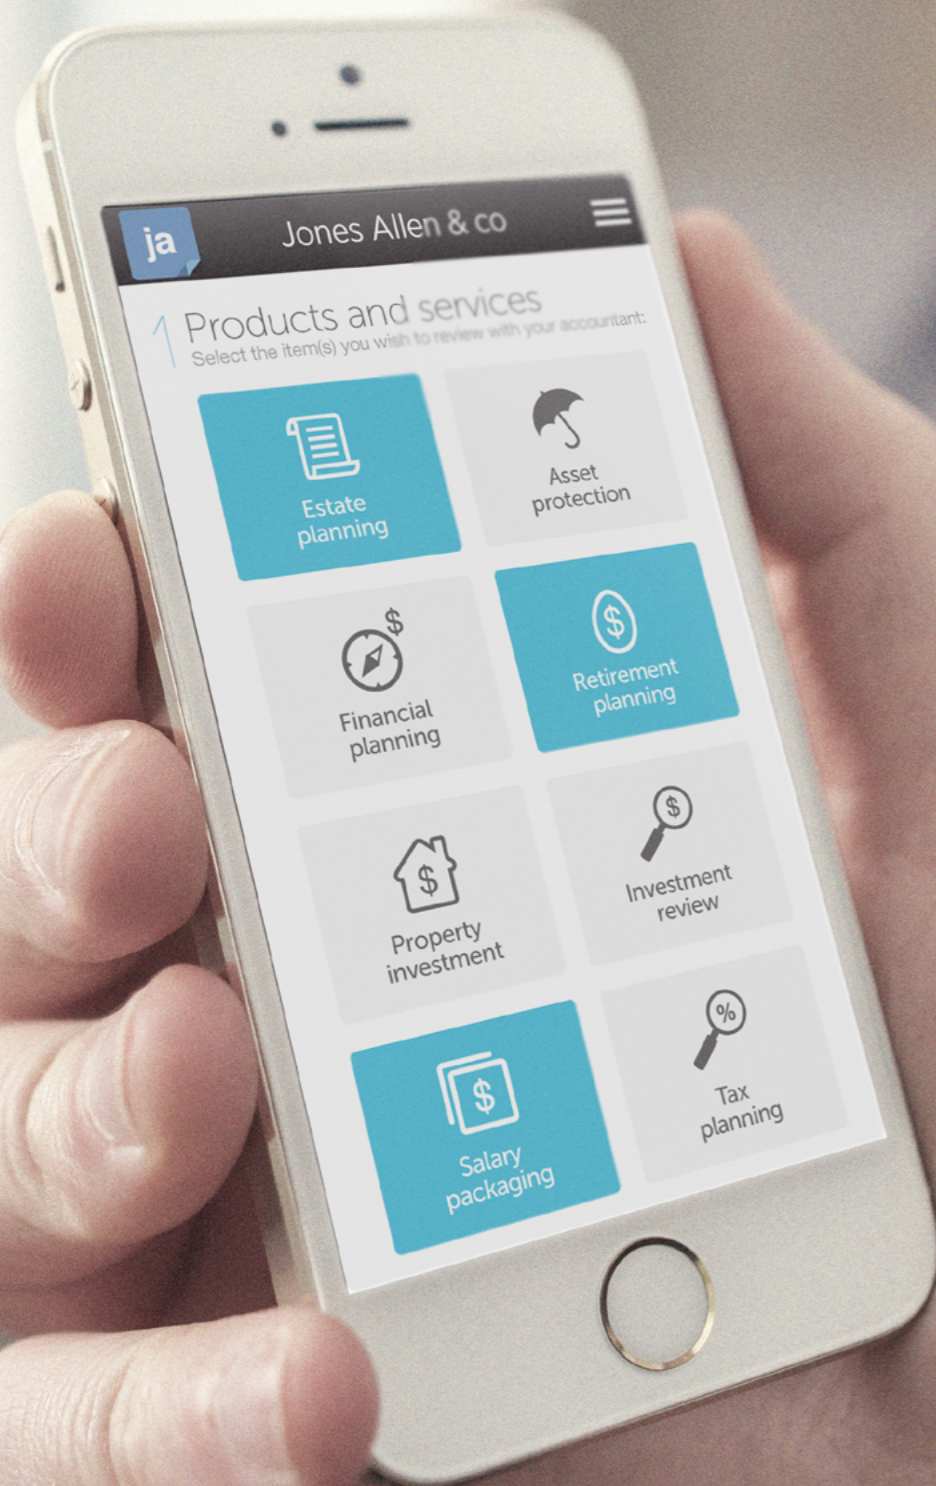 ja
Jones Allen & co
1 Products and services
Select the item(s) you wish to review with your accountant:
Estate
planning
Asset
protection
$
Financial
planning
$
Retirement
planning
$
Property
investment
$
Investment
review
$
Salary
packaging
%
Tax
planning